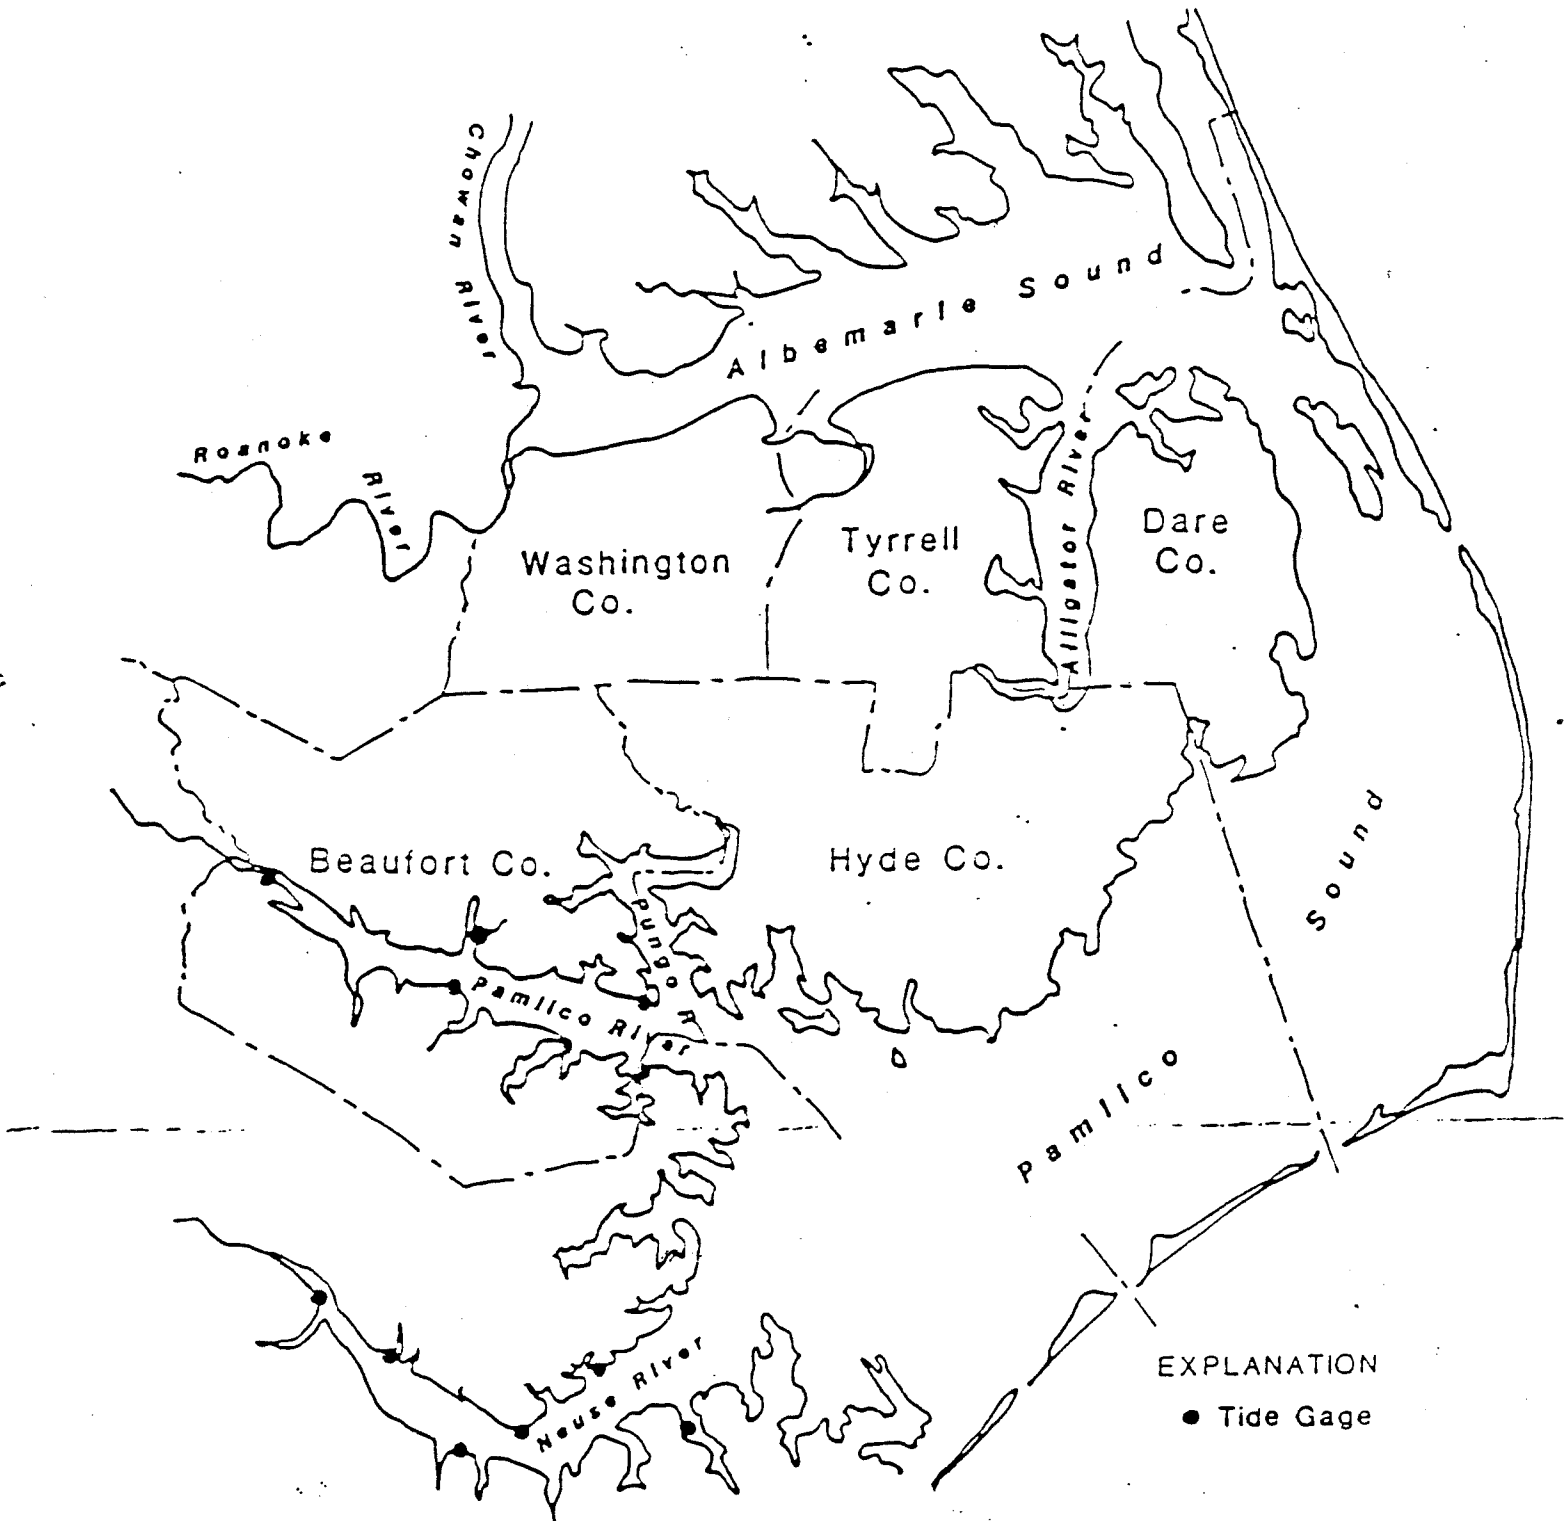 Chowan River
Albemarle Sound
Roanoke River
Alligator River
Washington
Co.
Tyrrell
Co.
Dare
Co.
Beaufort Co.
Hyde Co.
Pungo R
Pamlico River
Pamlico Sound
Neuse River
EXPLANATION
Tide Gage